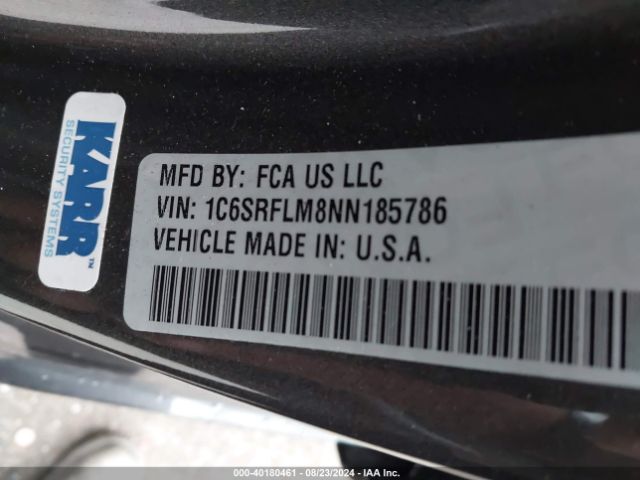 KARR™
SECURITY SYSTEMS
MFD BY: FCA US LLC
VIN: 1C6SRFLM8NN185786
VEHICLE MADE IN: U.S.A.
000-40180461 - 08/23/2024 - IAA Inc.